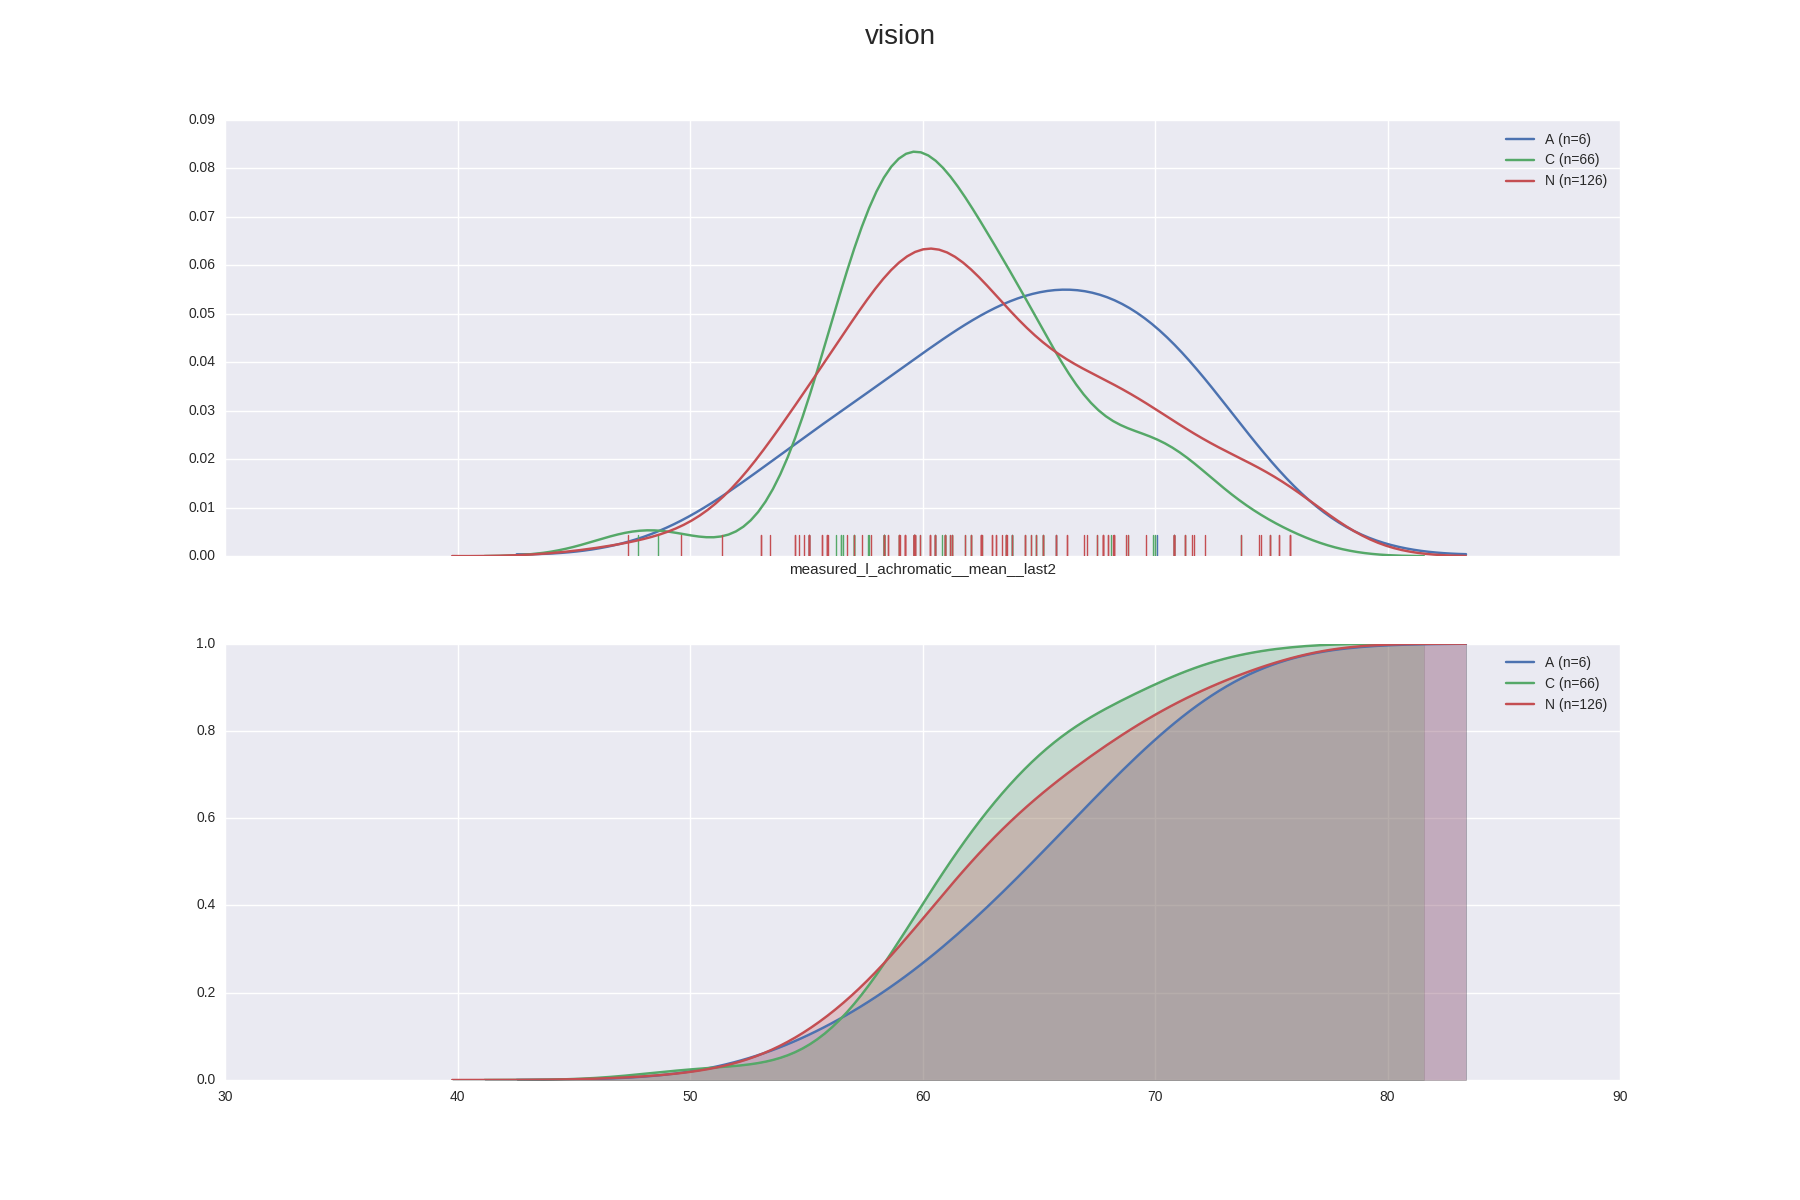 vision
0.09
0.08
0.07
0.06
0.05
0.04
0.03
0.02
0.01
0.00
A (n=6)
C (n=66)
N (n=126)
measured_l_achromatic__mean__last2
1.0
0.8
0.6
0.4
0.2
0.0
A (n=6)
C (n=66)
N (n=126)
30 40 50 60 70 80 90